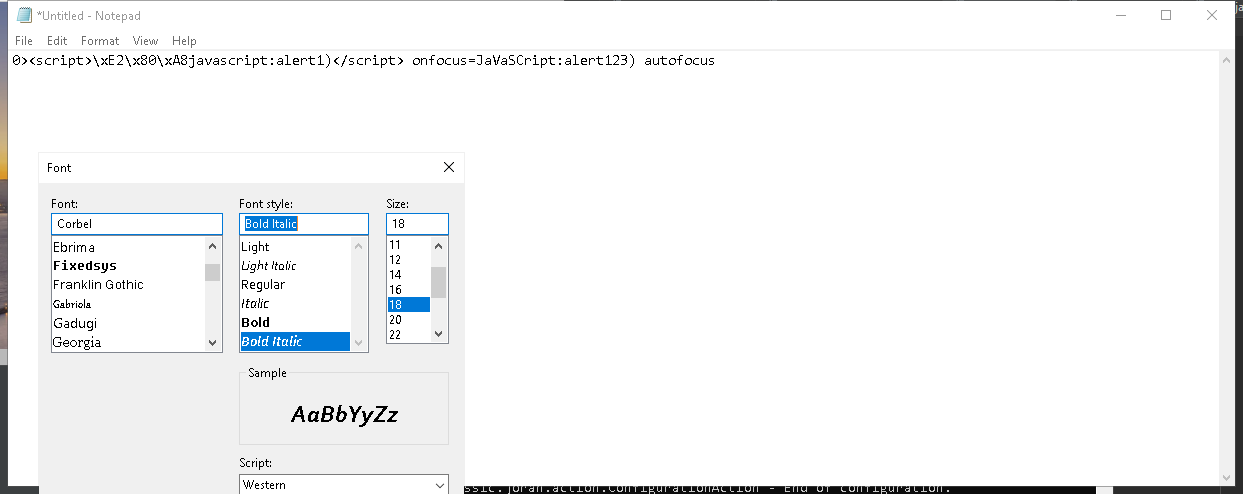 *Untitled - Notepad
File Edit Format View Help
0><script>\xE2\x80\xA8javascript:alert1)</script> onfocus=JaVaSCript:alert123) autofocus
Font
Font: Font style: Size:
Corbel Bold Italic 18
Ebrima Light 11
Fixedsys Light Italic 12
Franklin Gothic Regular 14
Gabriola Italic 16
Gadugi Bold 18
Georgia Bold Italic 20
22
Sample
AaBbYyZz
Script:
Western
ssic.joran.action.ConfigurationAction - End of configuration.